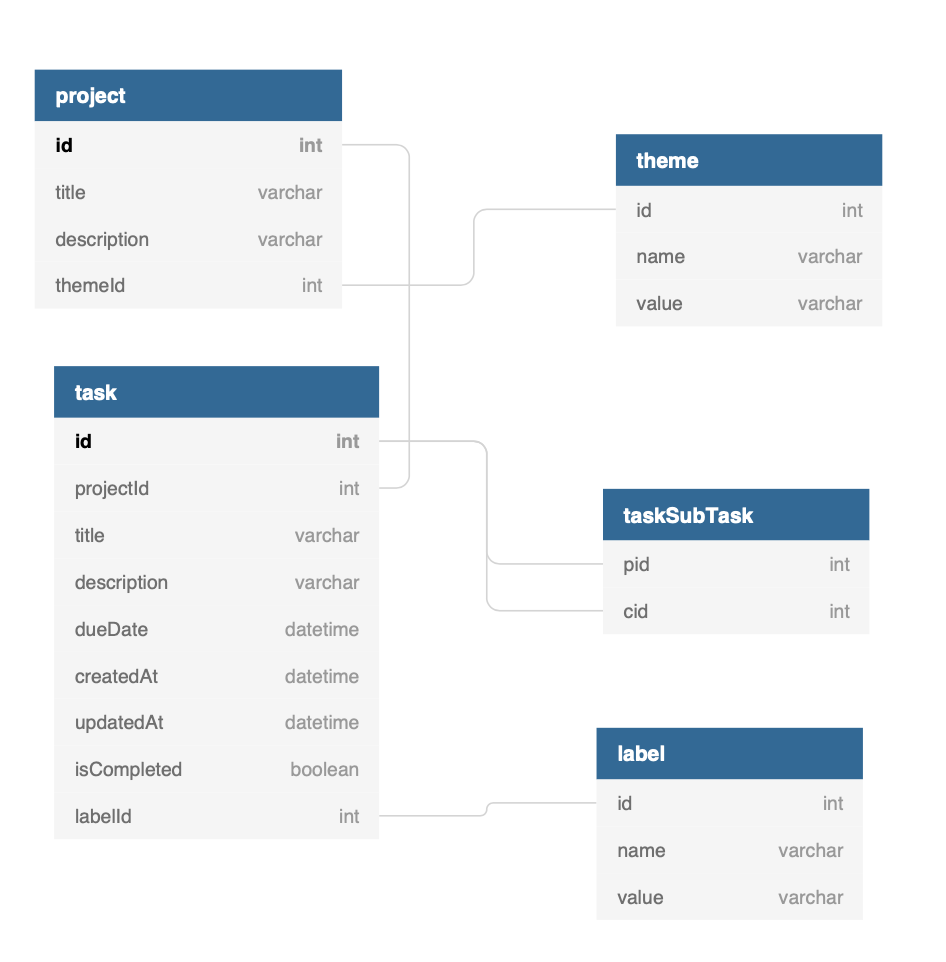 project
id int
title varchar
description varchar
themeId int
theme
id int
name varchar
value varchar
task
id int
projectId int
title varchar
description varchar
dueDate datetime
createdAt datetime
updatedAt datetime
isCompleted boolean
labelId int
taskSubTask
pid int
cid int
label
id int
name varchar
value varchar